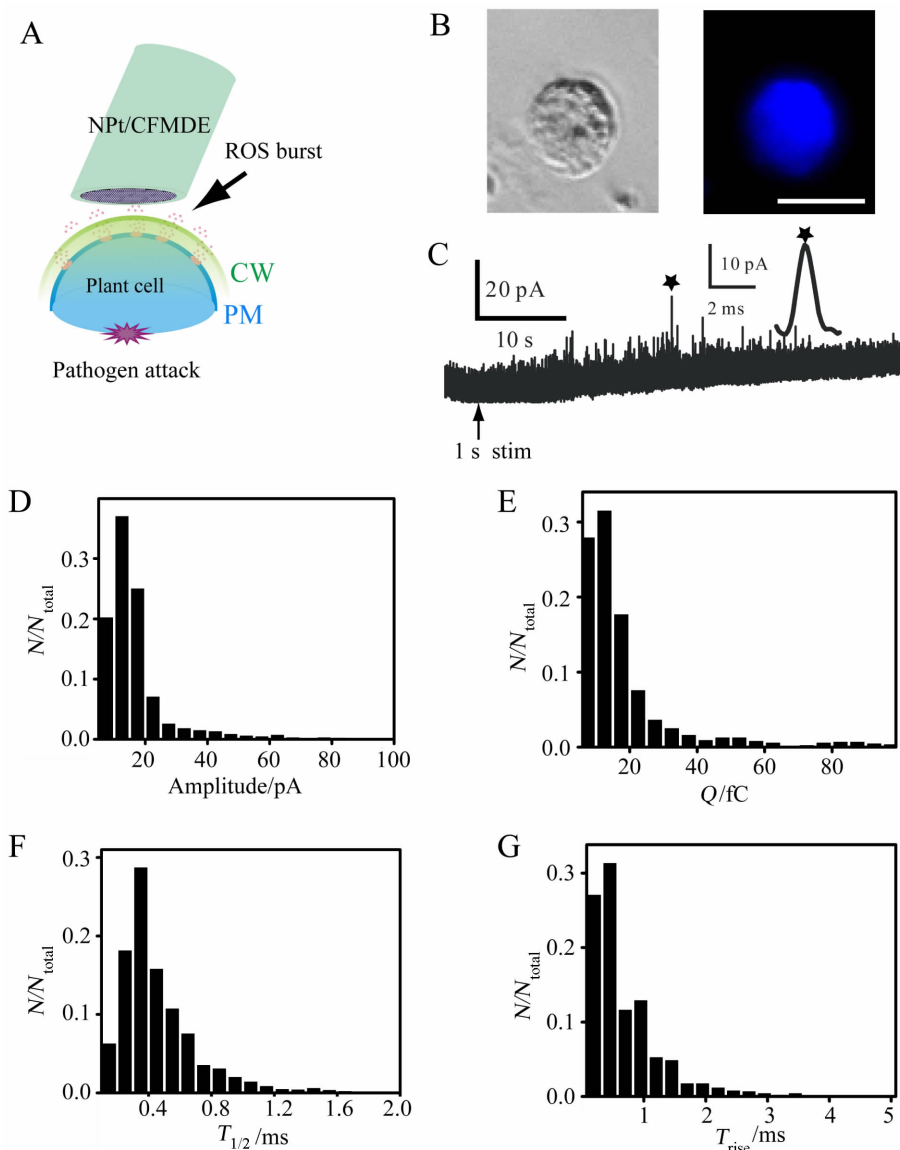 A
NPt/CFMDE
ROS burst
CW
Plant cell
PM
Pathogen attack
B
C
20 pA
10 s
10 pA
2 ms
1 s stim
D
N/Ntotal
0.3
0.2
0.1
0.0
20 40 60 80 100
Amplitude/pA
E
N/Ntotal
0.3
0.2
0.1
0.0
20 40 60 80
Q/fC
F
N/Ntotal
0.3
0.2
0.1
0.0
0.4 0.8 1.2 1.6 2.0
T1/2 /ms
G
N/Ntotal
0.3
0.2
0.1
0.0
1 2 3 4 5
Trise/ms